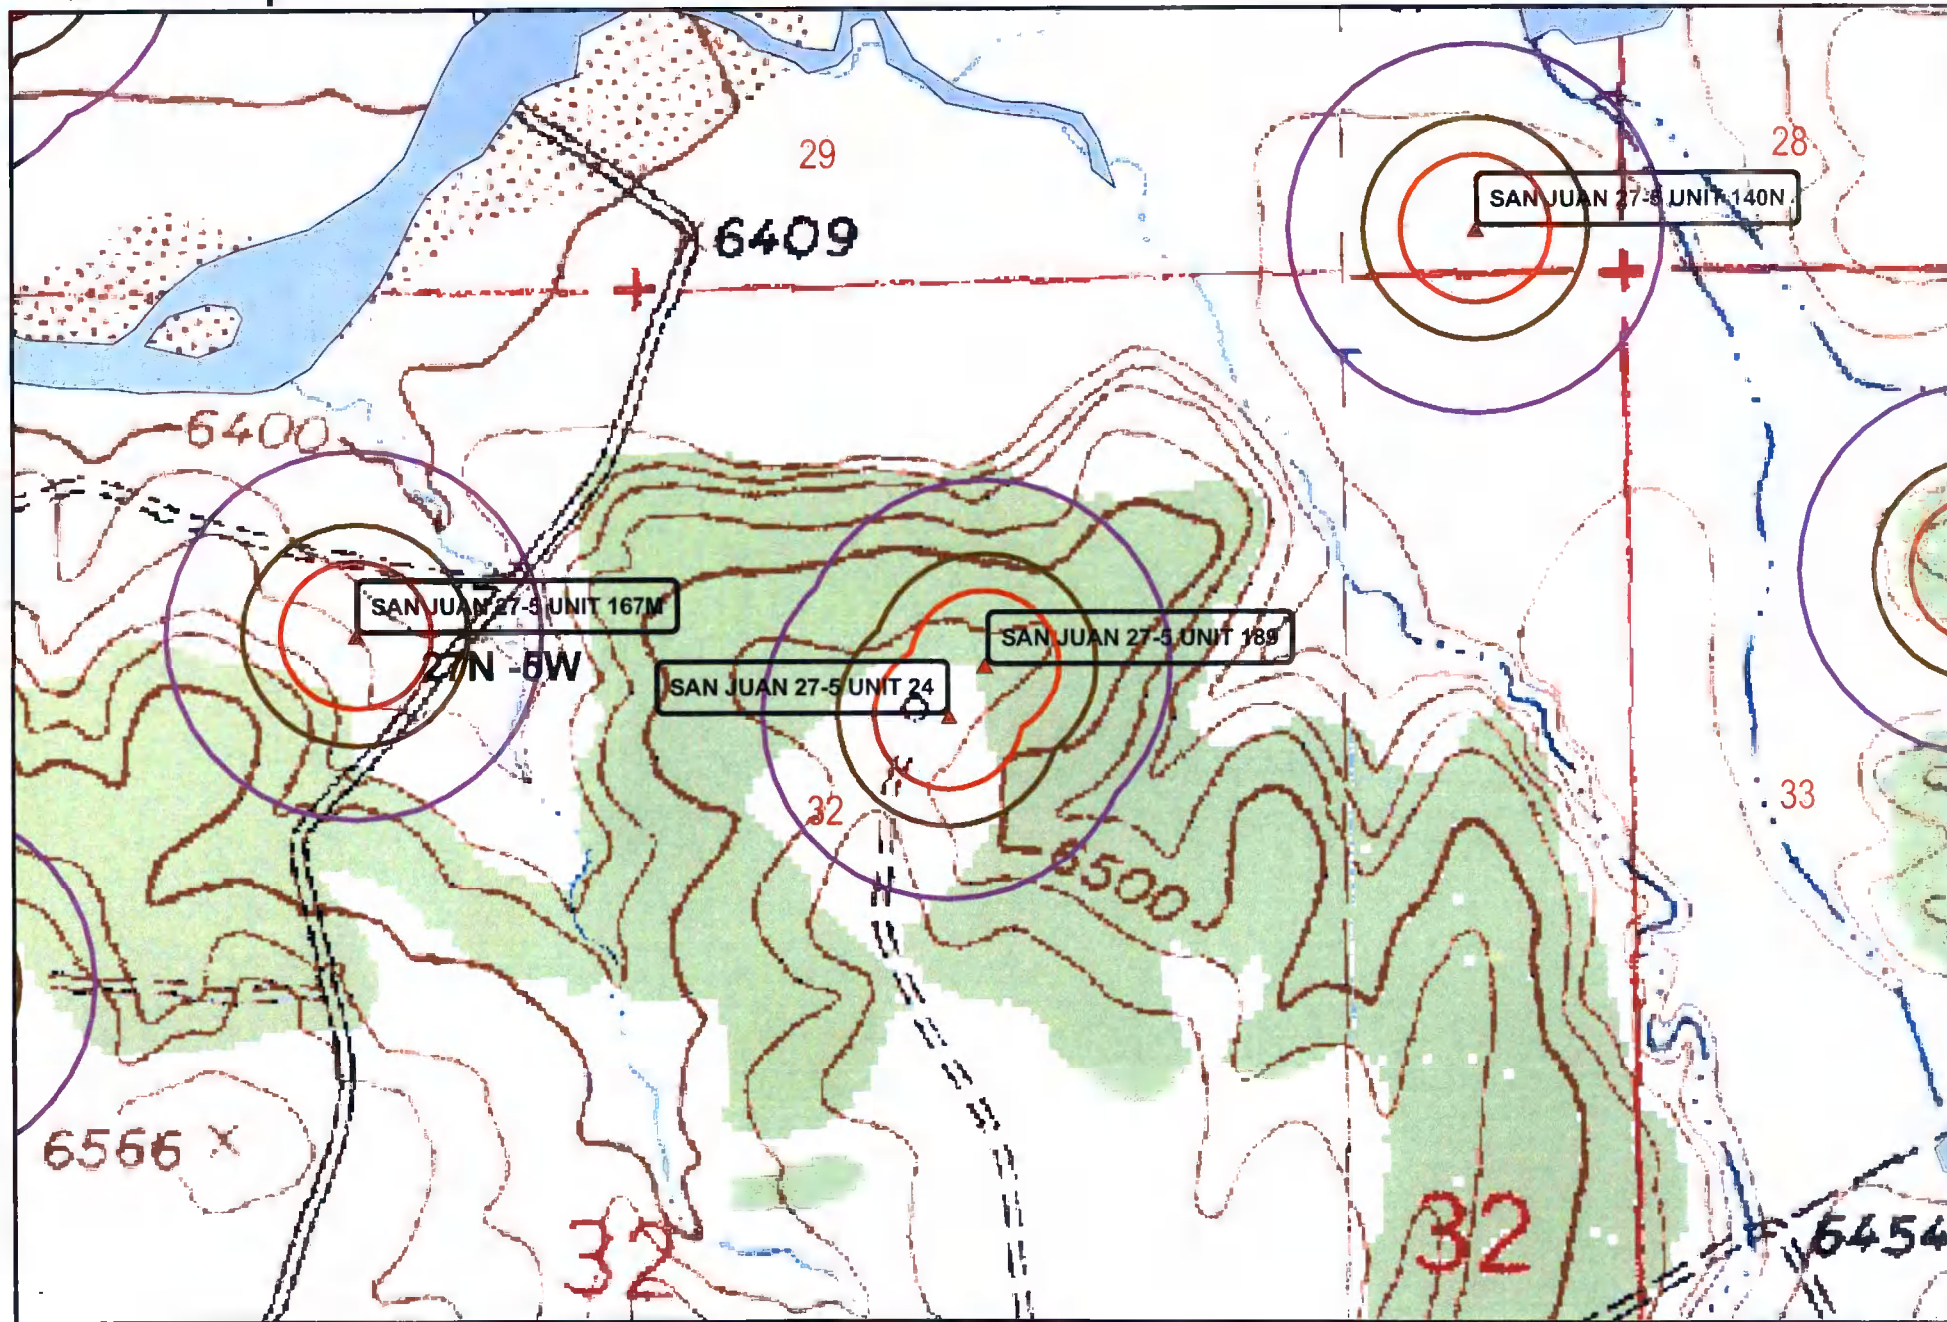 29
28
SAN JUAN 27-5 UNIT 140N
6409
6400
SAN JUAN 27-5 UNIT 167M
SAN JUAN 27-5 UNIT 189
27N -5W
SAN JUAN 27-5 UNIT 24
32
33
6500
6566
32
32
6454